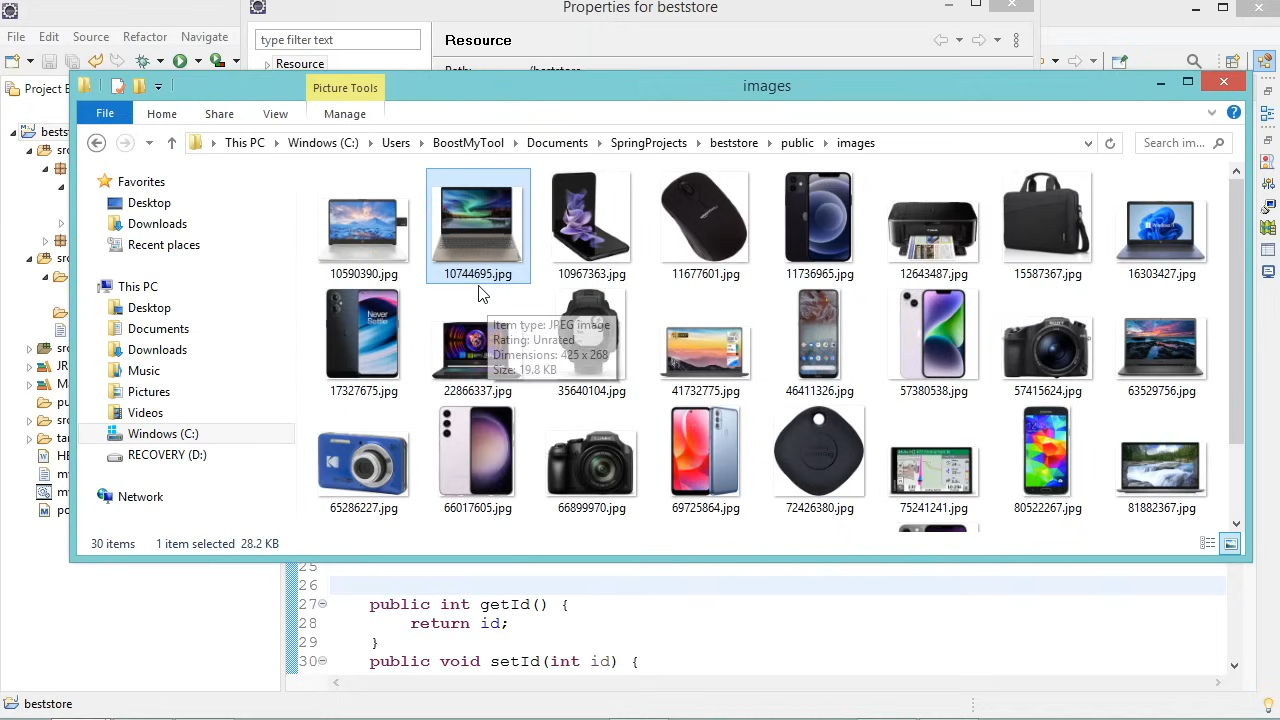 Properties for beststore
File Edit Source Refactor Navigate
type filter text
Resource
Resource
/beststore
Project E
Picture Tools
images
File Home Share View Manage
This PC Windows (C:) Users BoostMyTool Documents SpringProjects beststore public images
Search im...
Favorites
Desktop
Downloads
Recent places
This PC
Desktop
Documents
Downloads
Music
Pictures
Videos
Windows (C:)
RECOVERY (D:)
Network
10590390.jpg 10744695.jpg 10967363.jpg 11677601.jpg 11736965.jpg 12643487.jpg 15587367.jpg 16303427.jpg
Item type: JPEG image
Rating: Unrated
Dimensions: 425 x 268
Size: 19.8 KB
17327675.jpg 22866337.jpg 35640104.jpg 41732775.jpg 46411326.jpg 57380538.jpg 57415624.jpg 63529756.jpg
65286227.jpg 66017605.jpg 66899970.jpg 69725864.jpg 72426380.jpg 75241241.jpg 80522267.jpg 81882367.jpg
30 items 1 item selected 28.2 KB
25
26
27 public int getId() {
28 return id;
29 }
30 public void setId(int id) {
beststore